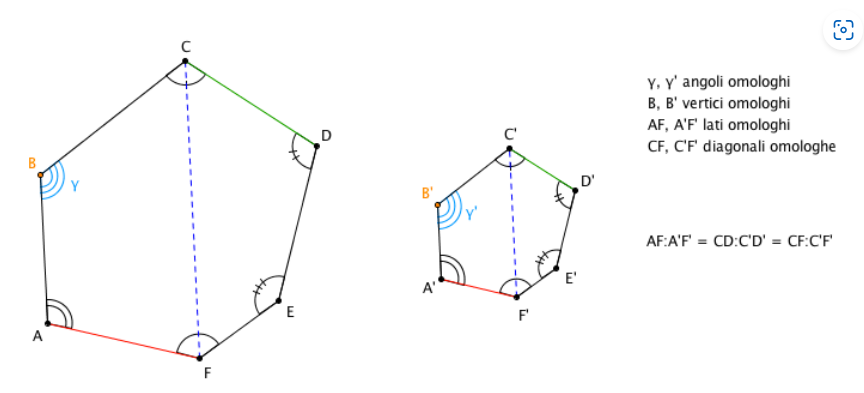 C
B
γ
D
A
E
F
C'
B'
γ'
D'
A'
E'
F'
γ, γ' angoli omologhi
B, B' vertici omologhi
AF, A'F' lati omologhi
CF, C'F' diagonali omologhe
AF:A'F' = CD:C'D' = CF:C'F'